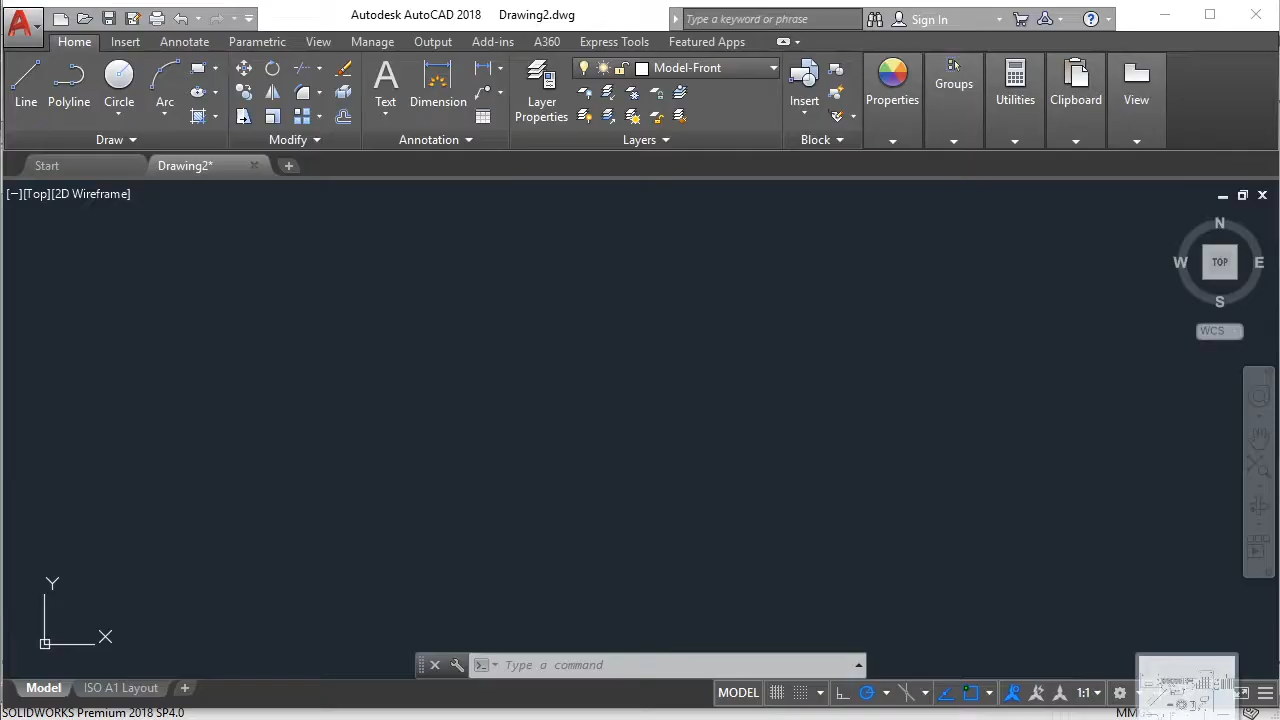 Autodesk AutoCAD 2018 Drawing2.dwg
Type a keyword or phrase
Sign In
Home Insert Annotate Parametric View Manage Output Add-ins A360 Express Tools Featured Apps
Model-Front
Line Polyline Circle Arc
Text Dimension
Layer
Properties
Insert
Properties
Groups
Utilities
Clipboard
View
Draw Modify Annotation Layers Block
Start Drawing2*
[−][Top][2D Wireframe]
N
W TOP E
S
WCS
Y
X
Type a command
Model ISO A1 Layout
MODEL 1:1
SOLIDWORKS Premium 2018 SP4.0